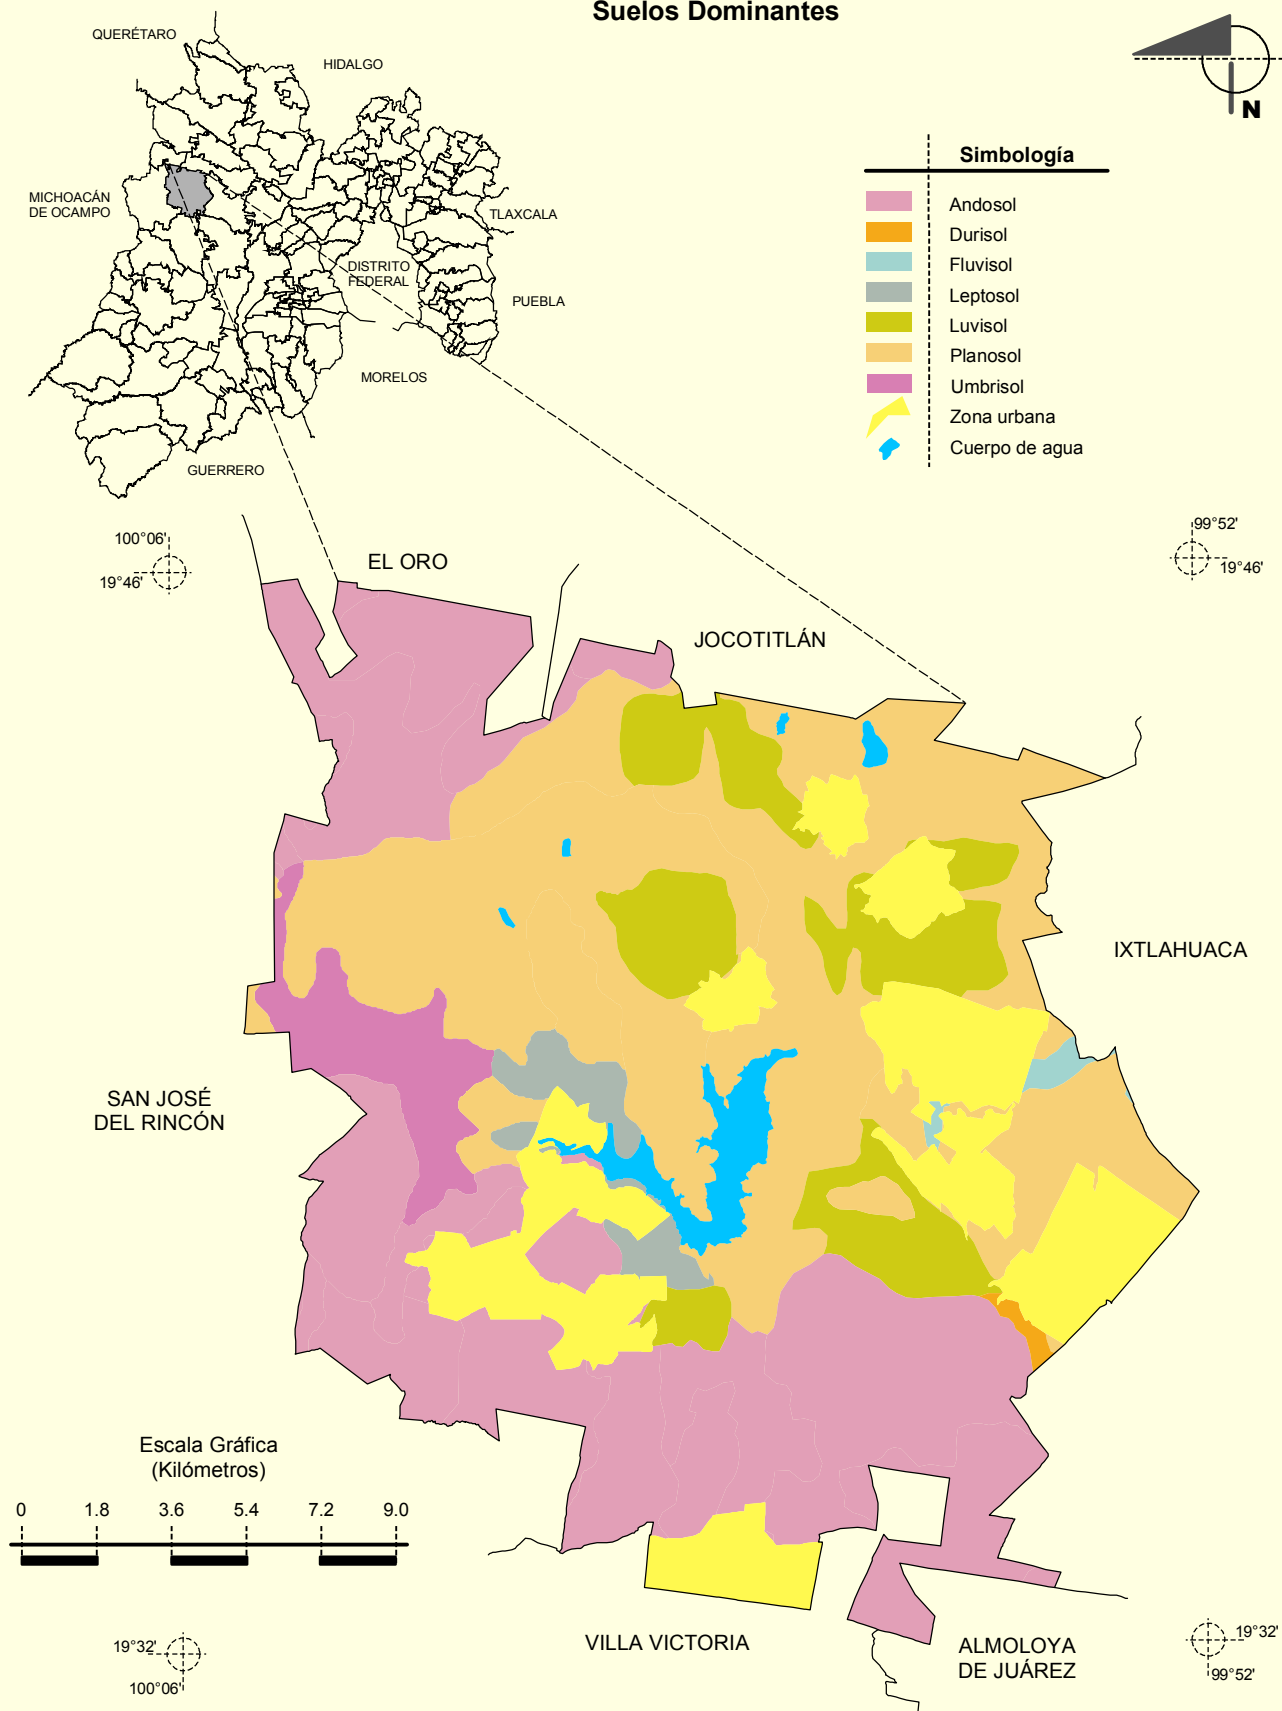 Suelos Dominantes
QUERÉTARO
HIDALGO
MICHOACÁN
DE OCAMPO
TLAXCALA
DISTRITO
FEDERAL
PUEBLA
MORELOS
GUERRERO
N
Simbología
Andosol
Durisol
Fluvisol
Leptosol
Luvisol
Planosol
Umbrisol
Zona urbana
Cuerpo de agua
100°06'
19°46'
99°52'
19°46'
EL ORO
JOCOTITLÁN
IXTLAHUACA
SAN JOSÉ
DEL RINCÓN
Escala Gráfica
(Kilómetros)
0 1.8 3.6 5.4 7.2 9.0
VILLA VICTORIA
ALMOLOYA
DE JUÁREZ
19°32'
100°06'
19°32'
99°52'